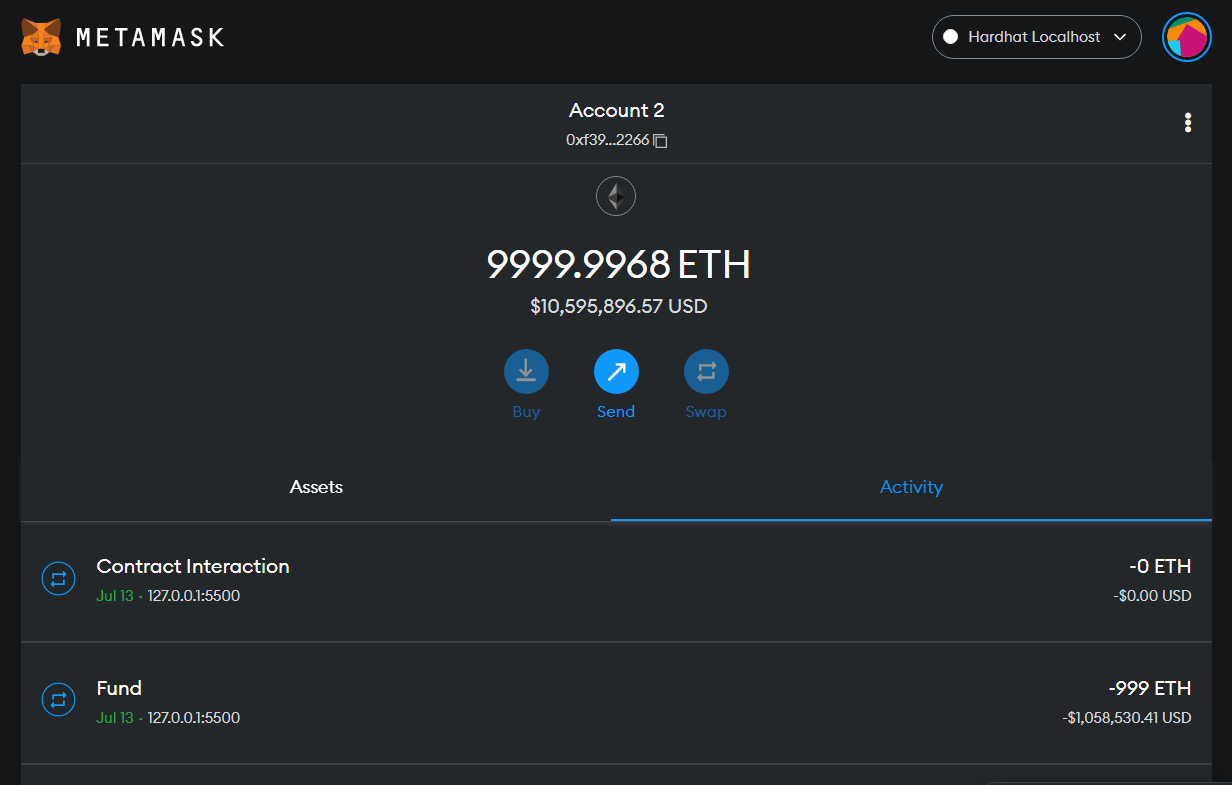 METAMASK
Hardhat Localhost
Account 2
0xf39...2266
9999.9968 ETH
$10,595,896.57 USD
Buy
Send
Swap
Assets
Activity
Contract Interaction
-0 ETH
Jul 13 · 127.0.0.1:5500
-$0.00 USD
Fund
-999 ETH
Jul 13 · 127.0.0.1:5500
-$1,058,530.41 USD